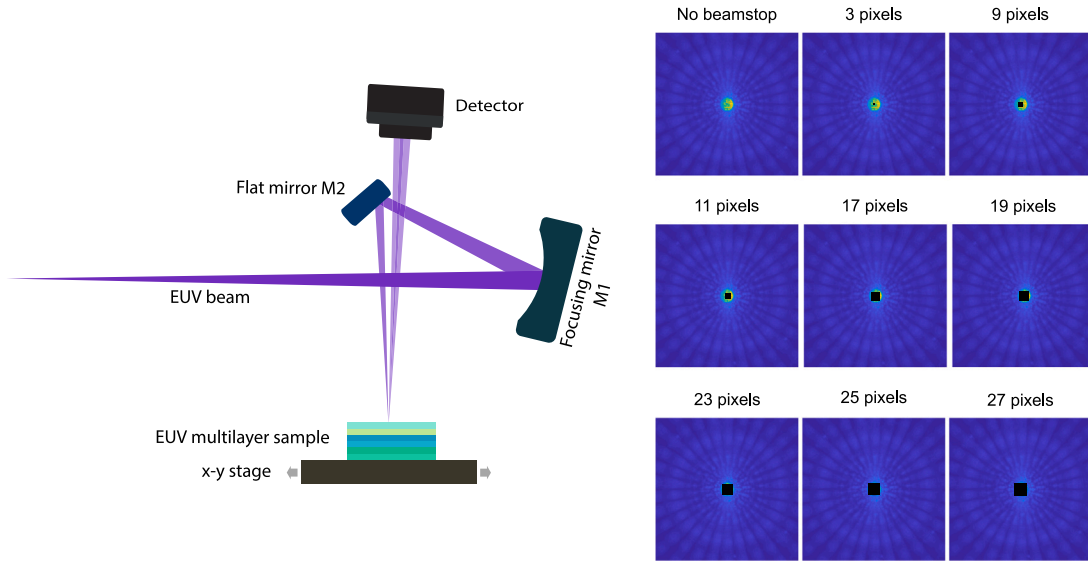 Detector
Flat mirror M2
Focusing mirror
M1
EUV beam
EUV multilayer sample
x-y stage
No beamstop
3 pixels
9 pixels
11 pixels
17 pixels
19 pixels
23 pixels
25 pixels
27 pixels